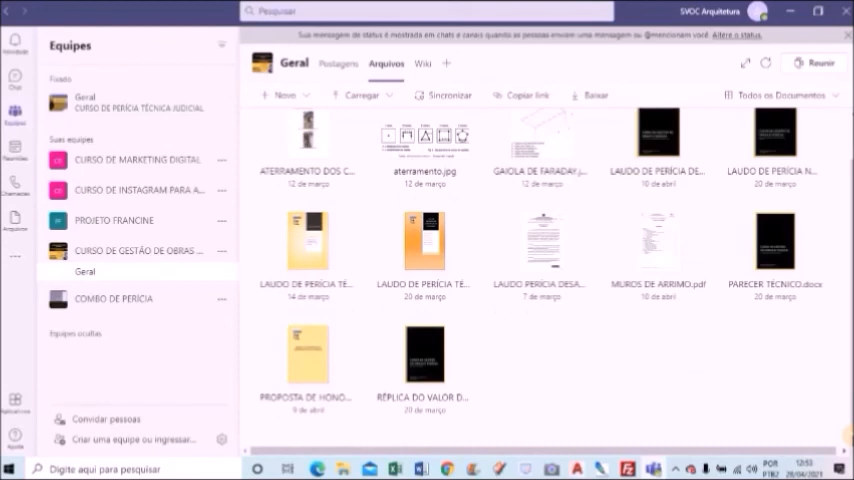 Pesquisar
SVOC Arquitetura
Equipes
Sua mensagem de status é mostrada em chats e canais quando as pessoas enviam uma mensagem ou @mencionam você. Altere o status.
Geral Postagens Arquivos Wiki
Reunir
Novo Carregar Sincronizar Copiar link Baixar Todos os Documentos
Fixado
Geral
CURSO DE PERÍCIA TÉCNICA JUDICIAL
Suas equipes
CURSO DE MARKETING DIGITAL
CURSO DE INSTAGRAM PARA A...
PROJETO FRANCINE
CURSO DE GESTÃO DE OBRAS ...
Geral
COMBO DE PERÍCIA
Equipes ocultas
Convidar pessoas
Criar uma equipe ou ingressar...
Chat
Equipes
Reuniões
Chamadas
Arquivos
Aplicativos
Ajuda
ATERRAMENTO DOS C... aterramento.jpg GAIOLA DE FARADAY.j... LAUDO DE PERÍCIA DE... LAUDO DE PERÍCIA N...
12 de março 12 de março 12 de março 10 de abril 20 de março
LAUDO DE PERÍCIA TÉ... LAUDO DE PERÍCIA TÉ... LAUDO PERÍCIA DESA... MUROS DE ARRIMO.pdf PARECER TÉCNICO.docx
14 de março 20 de março 7 de março 10 de abril 20 de março
PROPOSTA DE HONO... RÉPLICA DO VALOR D...
9 de abril 20 de março
Digite aqui para pesquisar
POR
PTB2
12:53
28/04/2021